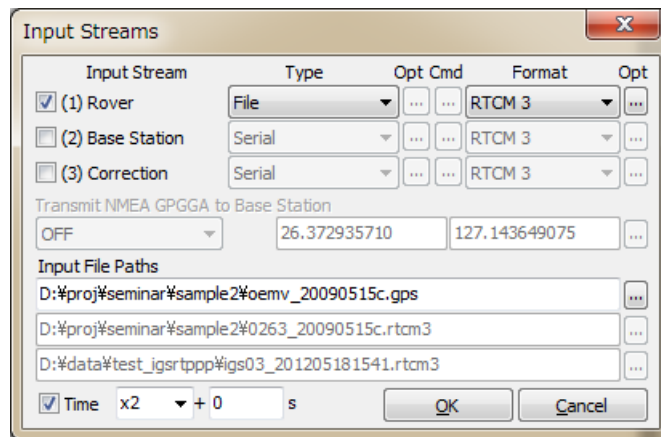 Input Streams
Input Stream Type Opt Cmd Format Opt
(1) Rover File ... ... RTCM 3 ...
(2) Base Station Serial ... ... RTCM 3 ...
(3) Correction Serial ... ... RTCM 3 ...
Transmit NMEA GPGGA to Base Station
OFF 26.372935710 127.143649075 ...
Input File Paths
D:¥proj¥seminar¥sample2¥oemv_20090515c.gps ...
D:¥proj¥seminar¥sample2¥0263_20090515c.rtcm3 ...
D:¥data¥test_igsrtppp¥igs03_201205181541.rtcm3 ...
Time x2 + 0 s OK Cancel